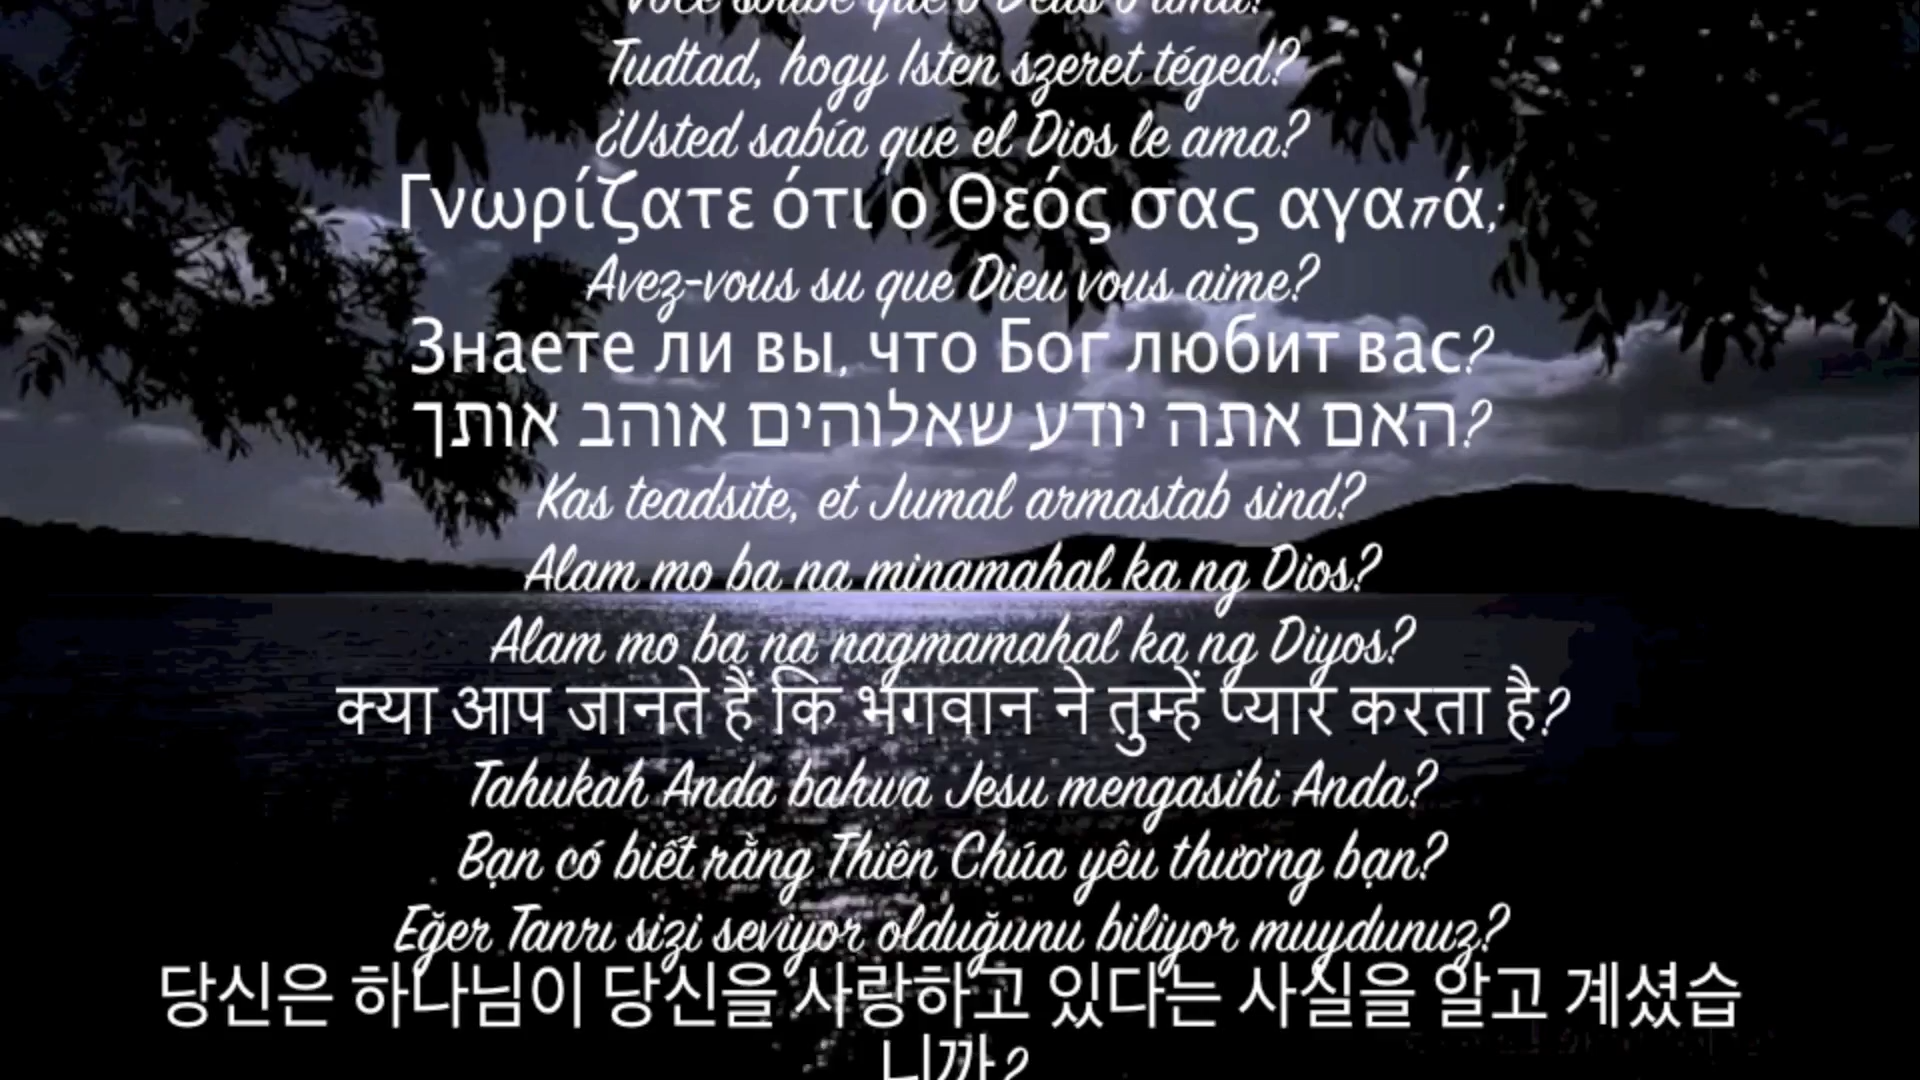 Você soube que o Deus o ama?
Tudtad, hogy Isten szeret téged?
¿Usted sabía que el Dios le ama?
Γνωρίζατε ότι ο Θεός σας αγαπά;
Avez-vous su que Dieu vous aime?
Знаете ли вы, что Бог любит вас?
האם אתה יודע שאלוהים אוהב אותך?
Kas teadsite, et Jumal armastab sind?
Alam mo ba na minamahal ka ng Dios?
Alam mo ba na nagmamahal ka ng Diyos?
क्या आप जानते हैं कि भगवान ने तुम्हें प्यार करता है?
Tahukah Anda bahwa Jesu mengasihi Anda?
Bạn có biết rằng Thiên Chúa yêu thương bạn?
Eğer Tanrı sizi seviyor olduğunu biliyor muydunuz?
당신은 하나님이 당신을 사랑하고 있다는 사실을 알고 계셨습
니까?